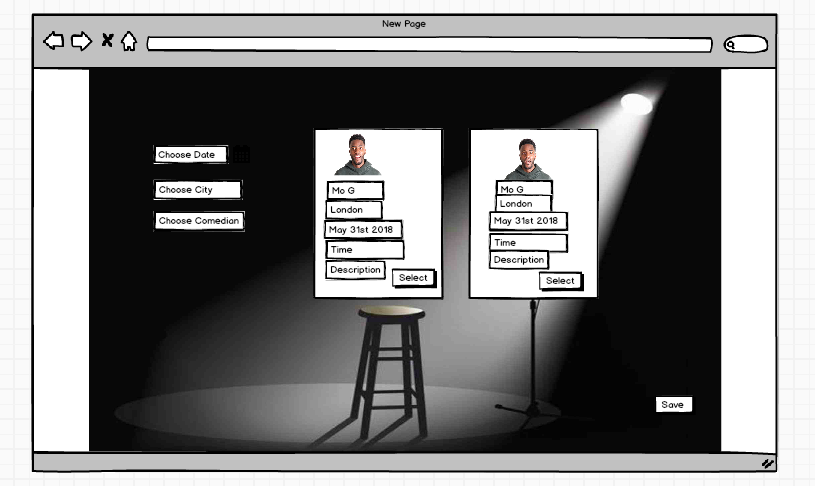 New Page
Choose Date
Choose City
Choose Comedian
Mo G
London
May 31st 2018
Time
Description
Select
Mo G
London
May 31st 2018
Time
Description
Select
Save